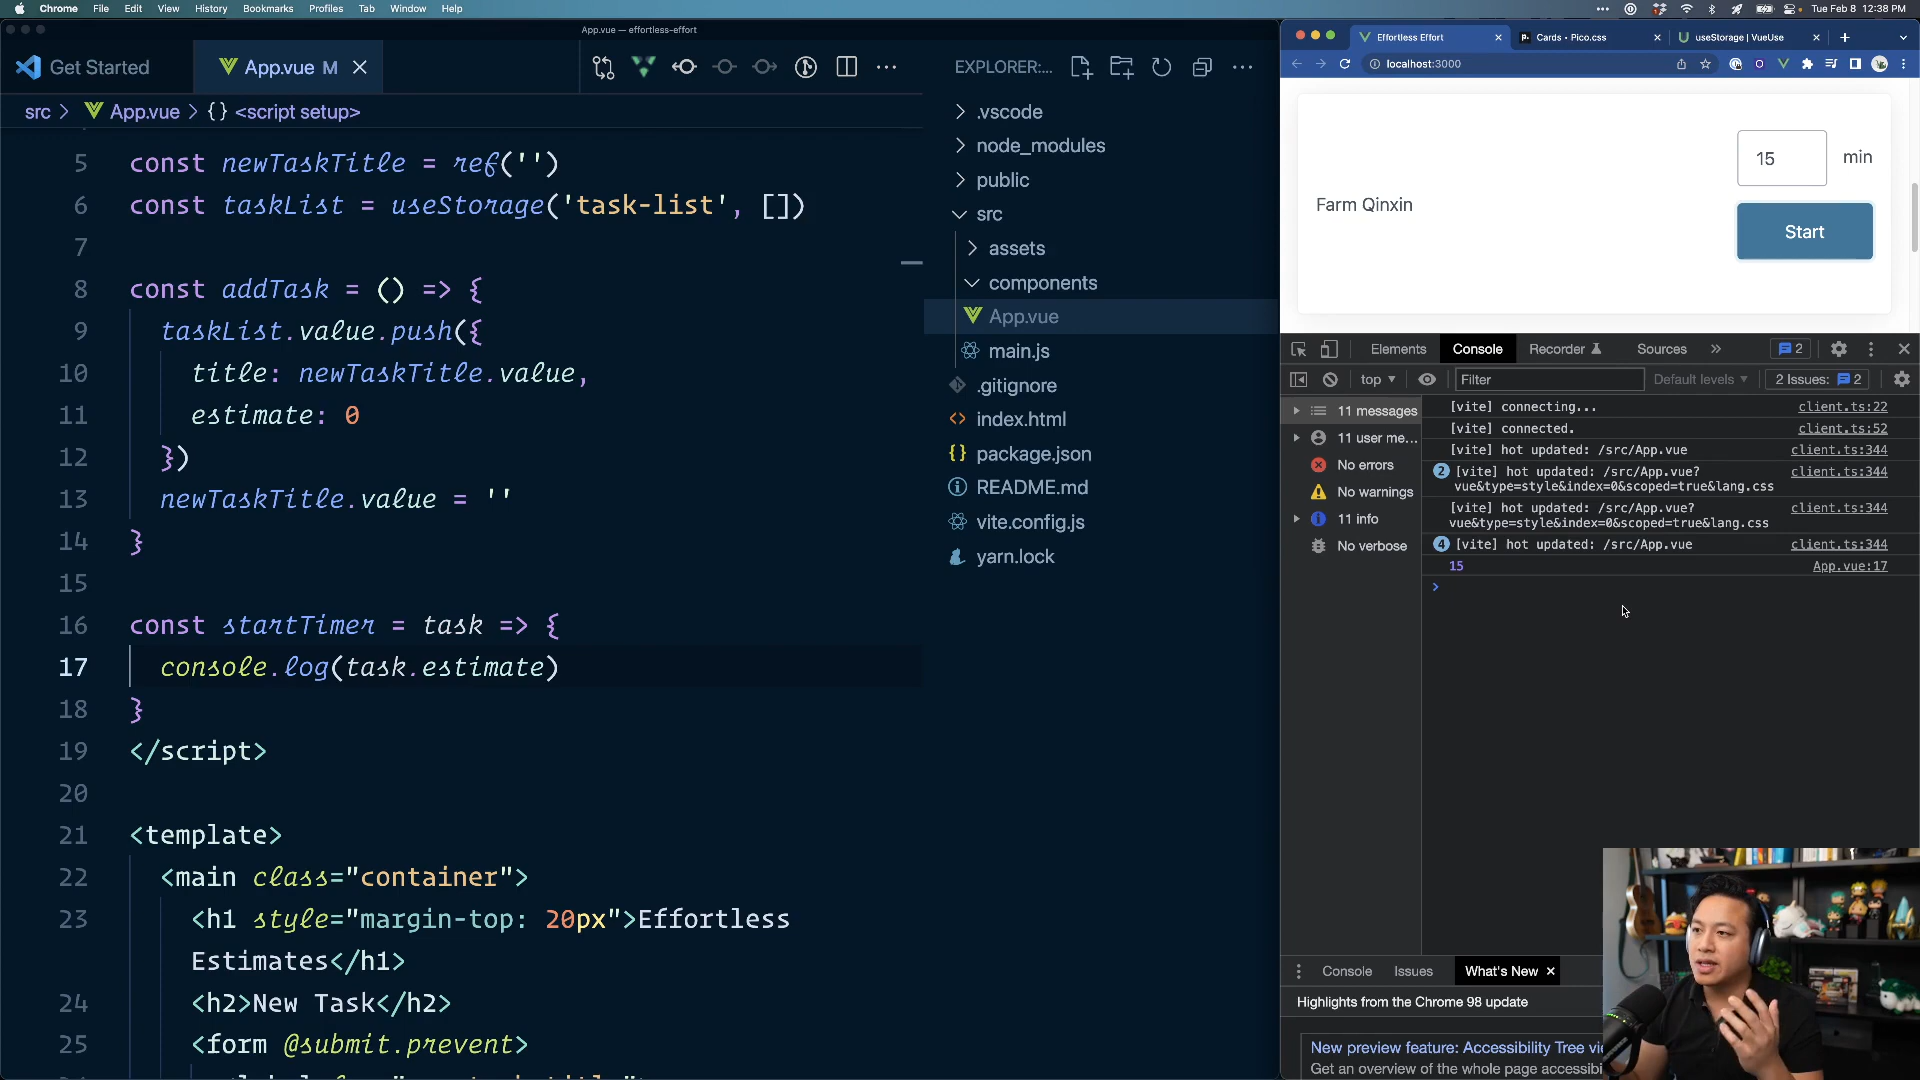 Chrome File Edit View History Bookmarks Profiles Tab Window Help Tue Feb 8 12:38 PM
App.vue — effortless-effort
Get Started App.vue M
src > App.vue > {} <script setup>
5 const newTaskTitle = ref('')
6 const taskList = useStorage('task-list', [])
7
8 const addTask = () => {
9 taskList.value.push({
10 title: newTaskTitle.value,
11 estimate: 0
12 })
13 newTaskTitle.value = ''
14 }
15
16 const startTimer = task => {
17 console.log(task.estimate)
18 }
19 </script>
20
21 <template>
22 <main class="container">
23 <h1 style="margin-top: 20px">Effortless
Estimates</h1>
24 <h2>New Task</h2>
25 <form @submit.prevent>
EXPLORER:...
.vscode
node_modules
public
src
assets
components
App.vue
main.js
.gitignore
index.html
package.json
README.md
vite.config.js
yarn.lock
Effortless Effort Cards • Pico.css useStorage | VueUse
localhost:3000
15 min
Farm Qinxin
Start
Elements Console Recorder Sources » 2
top Filter Default levels 2 Issues: 2
11 messages
11 user me...
No errors
No warnings
11 info
No verbose
[vite] connecting... client.ts:22
[vite] connected. client.ts:52
[vite] hot updated: /src/App.vue client.ts:344
2 [vite] hot updated: /src/App.vue? client.ts:344
vue&type=style&index=0&scoped=true&lang.css
[vite] hot updated: /src/App.vue? client.ts:344
vue&type=style&index=0&scoped=true&lang.css
4 [vite] hot updated: /src/App.vue client.ts:344
15 App.vue:17
>
Console Issues What's New
Highlights from the Chrome 98 update
New preview feature: Accessibility Tree vi
Get an overview of the whole page accessibi